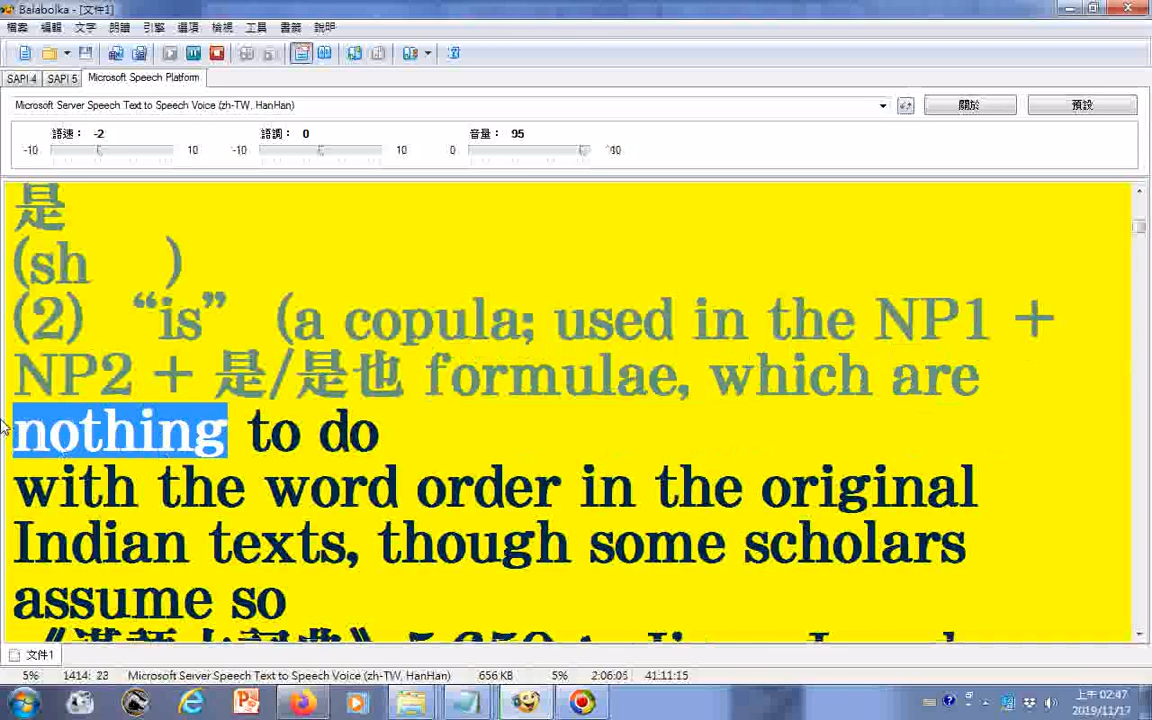 Balabolka - [文件1]
檔案 編輯 文字 朗讀 引擎 選項 檢視 工具 書籤 說明
SAPI 4 SAPI 5 Microsoft Speech Platform
Microsoft Server Speech Text to Speech Voice (zh-TW, HanHan) 關於 預設
語速： -2 語調： 0 音量： 95
-10 10 -10 10 0
是
(sh )
(2) “is” (a copula; used in the NP1 +
NP2 + 是/是也 formulae, which are
nothing to do
with the word order in the original
Indian texts, though some scholars
assume so
文件1
5% 1414: 23 Microsoft Server Speech Text to Speech Voice (zh-TW, HanHan) 656 KB 5% 2:06:05 41:11:15
上午 02:47
2019/11/17